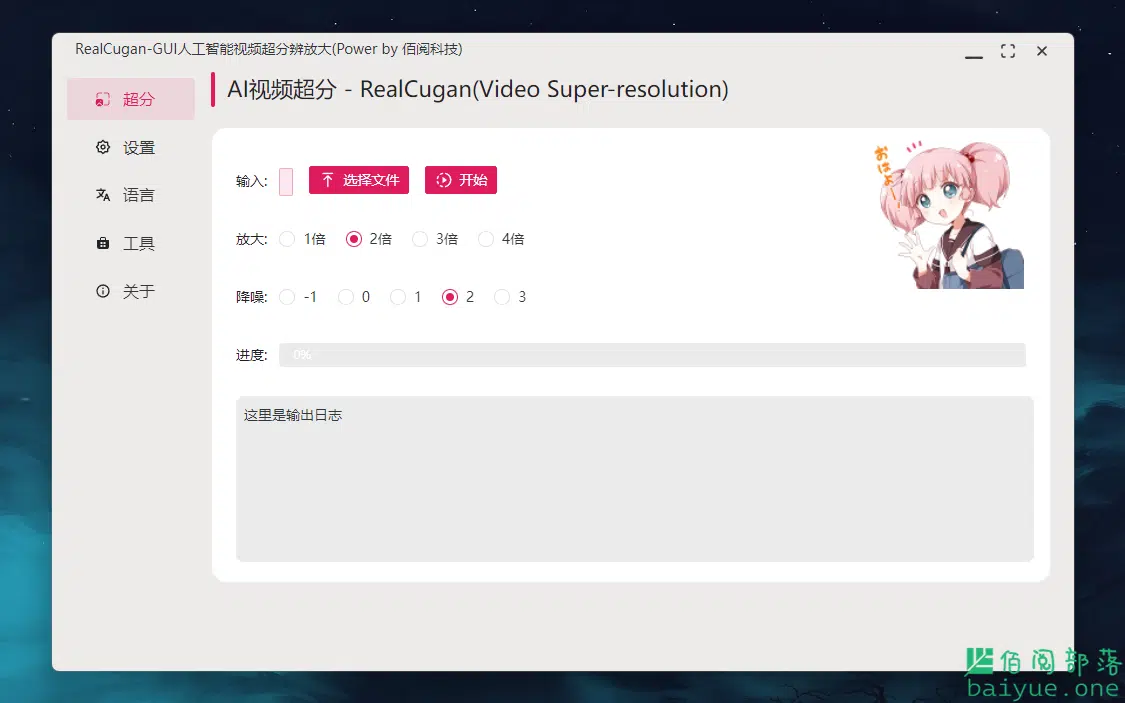 RealCugan-GUI人工智能视频超分辨放大(Power by 佰阅科技)
超分
设置
语言
工具
关于
AI视频超分 - RealCugan(Video Super-resolution)
输入: 选择文件 开始
放大: 1倍 2倍 3倍 4倍
降噪: -1 0 1 2 3
进度: 0%
这里是输出日志
おはよー
佰阅部落
baiyue.one